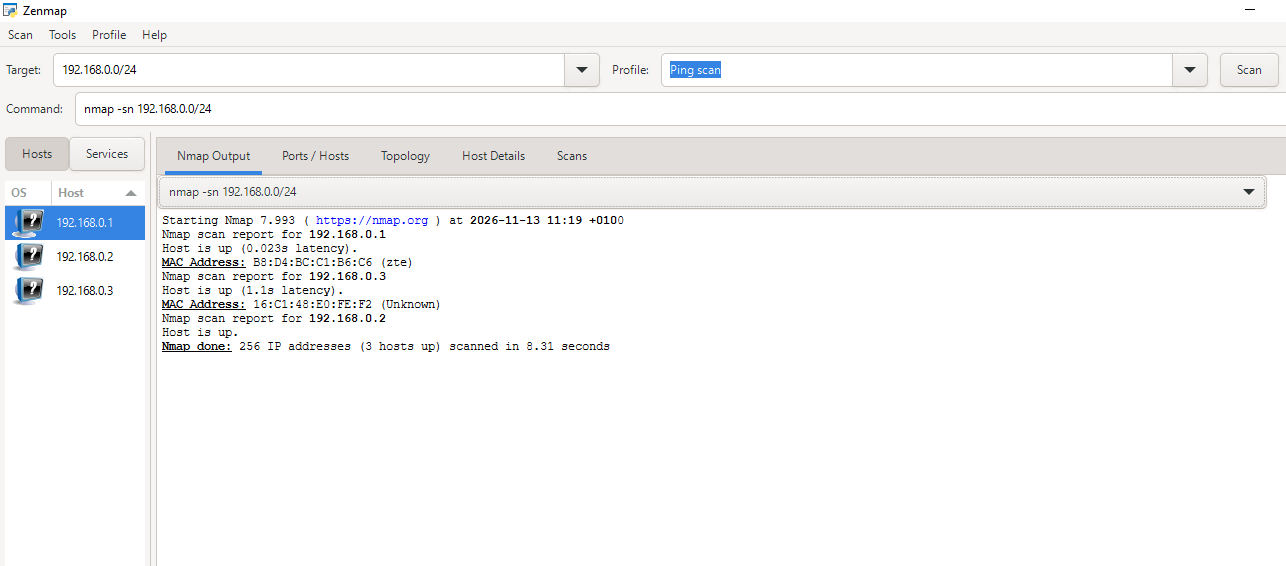 Zenmap
Scan Tools Profile Help
Target: 192.168.0.0/24 Profile: Ping scan Scan
Command: nmap -sn 192.168.0.0/24
Hosts Services
Nmap Output Ports / Hosts Topology Host Details Scans
OS Host
nmap -sn 192.168.0.0/24
192.168.0.1
192.168.0.2
192.168.0.3
Starting Nmap 7.993 ( https://nmap.org ) at 2026-11-13 11:19 +0100
Nmap scan report for 192.168.0.1
Host is up (0.023s latency).
MAC Address: B8:D4:BC:C1:B6:C6 (zte)
Nmap scan report for 192.168.0.3
Host is up (1.1s latency).
MAC Address: 16:C1:48:E0:FE:F2 (Unknown)
Nmap scan report for 192.168.0.2
Host is up.
Nmap done: 256 IP addresses (3 hosts up) scanned in 8.31 seconds